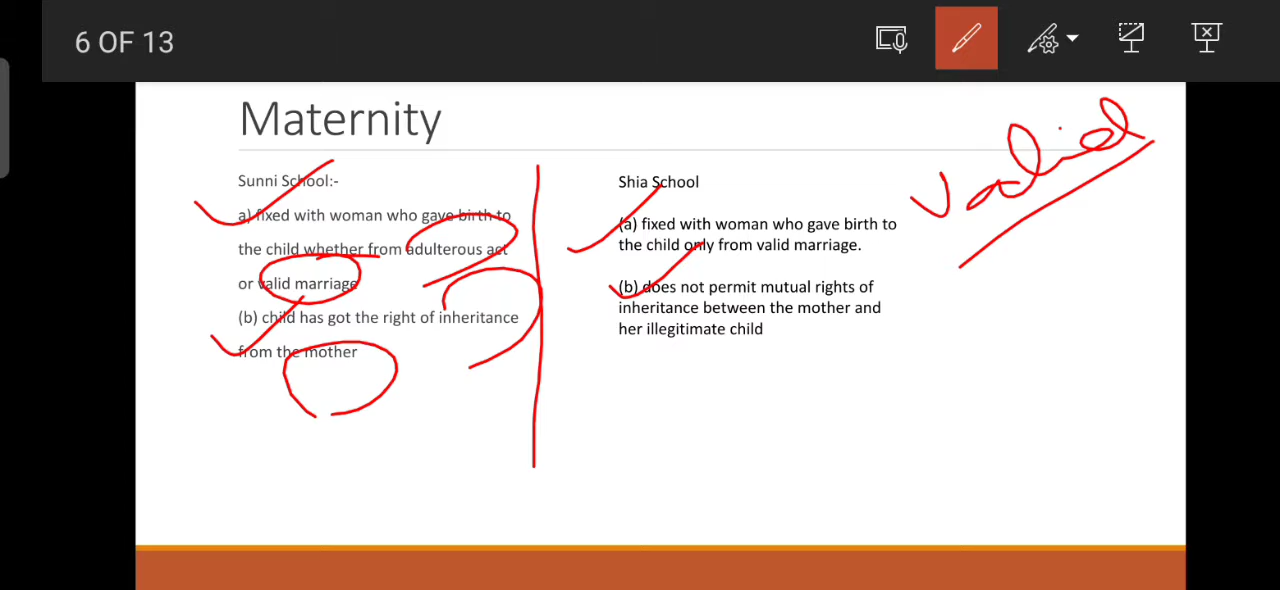 6 OF 13
Maternity
Sunni School:-
a) fixed with woman who gave birth to
the child whether from adulterous act
or valid marriage
(b) child has got the right of inheritance
from the mother
Shia School
(a) fixed with woman who gave birth to
the child only from valid marriage.
(b) does not permit mutual rights of
inheritance between the mother and
her illegitimate child
valid